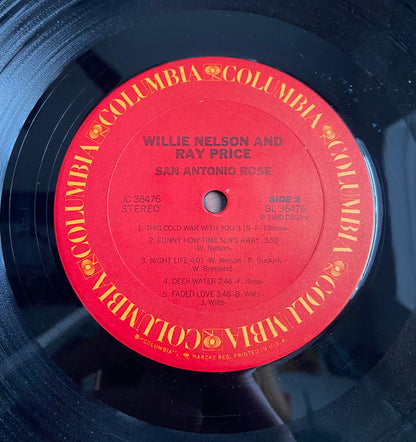 COLUMBIA COLUMBIA COLUMBIA COLUMBIA COLUMBIA COLUMBIA
WILLIE NELSON AND
RAY PRICE
SAN ANTONIO ROSE
JC 36476
STEREO
SIDE 2
BL 36476
℗ 1980 CBS Inc.
1. THIS COLD WAR WITH YOU 3:19 -F. Tillman-
2. FUNNY HOW TIME SLIPS AWAY 3:50
-W. Nelson-
3. NIGHT LIFE 4:01 -W. Nelson - P. Buskirk -
W. Breeland-
4. DEEP WATER 2:46 -F. Rose-
5. FADED LOVE 3:48 -B. Wills -
J. Wills-
® "COLUMBIA", MARCAS REG. PRINTED IN U.S.A.